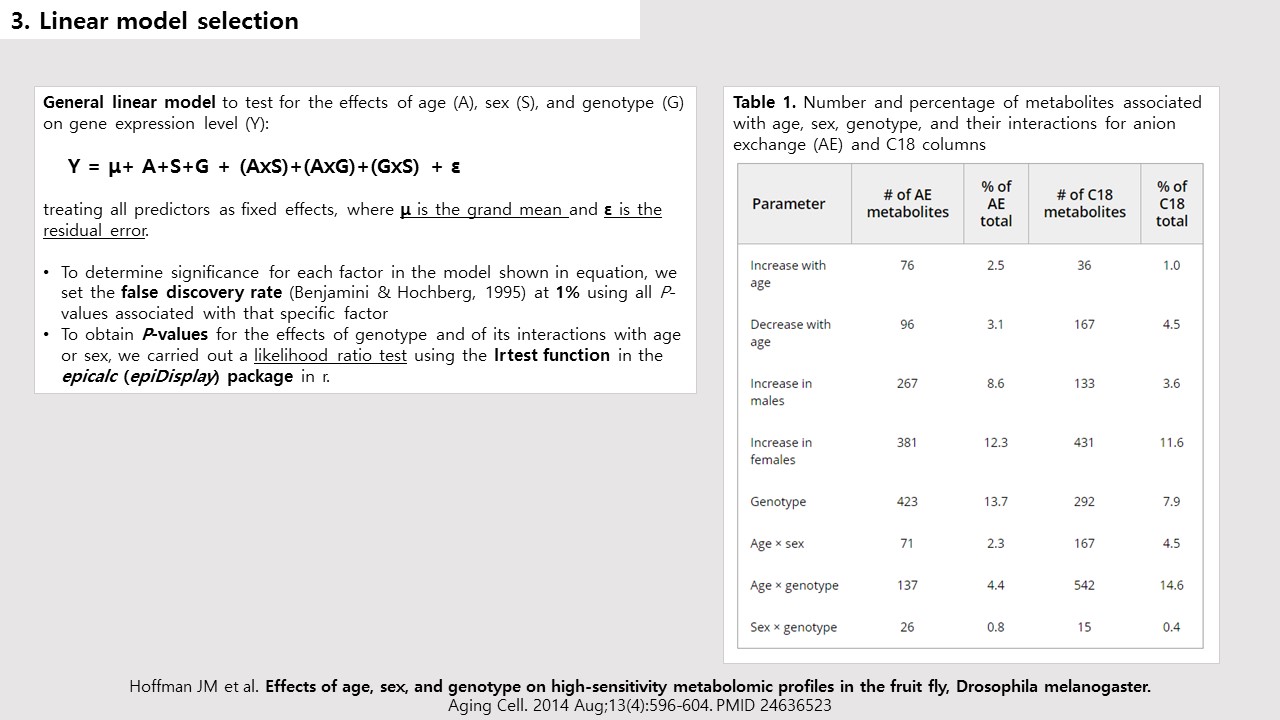 3. Linear model selection
General linear model to test for the effects of age (A), sex (S), and genotype (G)
on gene expression level (Y):
Y = μ+ A+S+G + (AxS)+(AxG)+(GxS) + ε
treating all predictors as fixed effects, where μ is the grand mean and ε is the
residual error.
• To determine significance for each factor in the model shown in equation, we
set the false discovery rate (Benjamini & Hochberg, 1995) at 1% using all P-
values associated with that specific factor
• To obtain P-values for the effects of genotype and of its interactions with age
or sex, we carried out a likelihood ratio test using the lrtest function in the
epicalc (epiDisplay) package in r.
Table 1. Number and percentage of metabolites associated
with age, sex, genotype, and their interactions for anion
exchange (AE) and C18 columns
Parameter # of AE metabolites % of AE total # of C18 metabolites % of C18 total
Increase with age 76 2.5 36 1.0
Decrease with age 96 3.1 167 4.5
Increase in males 267 8.6 133 3.6
Increase in females 381 12.3 431 11.6
Genotype 423 13.7 292 7.9
Age × sex 71 2.3 167 4.5
Age × genotype 137 4.4 542 14.6
Sex × genotype 26 0.8 15 0.4
Hoffman JM et al. Effects of age, sex, and genotype on high-sensitivity metabolomic profiles in the fruit fly, Drosophila melanogaster.
Aging Cell. 2014 Aug;13(4):596-604. PMID 24636523